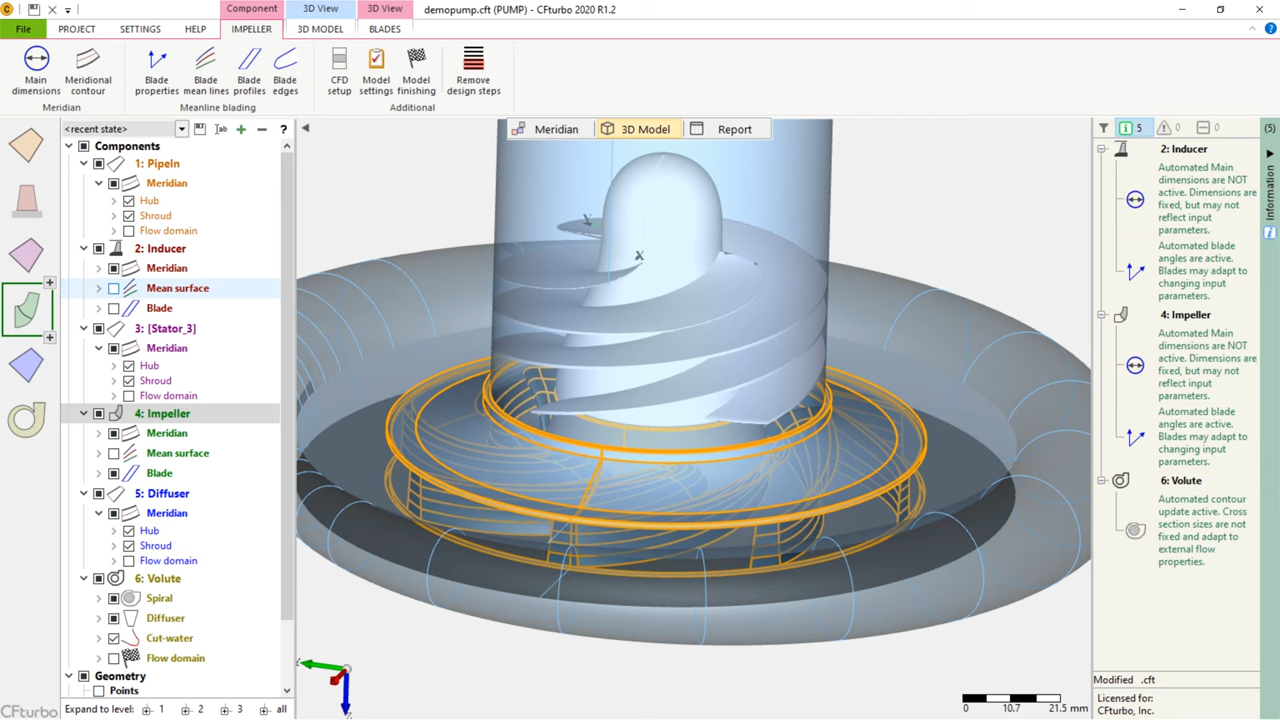 Component
3D View
3D View
demopump.cft (PUMP) - CFturbo 2020 R1.2
File
PROJECT
SETTINGS
HELP
IMPELLER
3D MODEL
BLADES
Main dimensions
Meridional contour
Blade properties
Blade mean lines
Blade profiles
Blade edges
CFD setup
Model settings
Model finishing
Remove design steps
Meridian
Meanline blading
Additional
<recent state>
ab
?
Meridian
3D Model
Report
Components
1: PipeIn
Meridian
Hub
Shroud
Flow domain
2: Inducer
Meridian
Mean surface
Blade
3: [Stator_3]
Meridian
Hub
Shroud
Flow domain
4: Impeller
Meridian
Mean surface
Blade
5: Diffuser
Meridian
Hub
Shroud
Flow domain
6: Volute
Spiral
Diffuser
Cut-water
Flow domain
Geometry
Points
Expand to level:
1
2
3
all
CFturbo
Y
X
0
10.7
21.5 mm
5
0
0
(5)
Information
2: Inducer
Automated Main
dimensions are NOT
active. Dimensions are
fixed, but may not
reflect input
parameters.
Automated blade
angles are active.
Blades may adapt to
changing input
parameters.
4: Impeller
Automated Main
dimensions are NOT
active. Dimensions are
fixed, but may not
reflect input
parameters.
Automated blade
angles are active.
Blades may adapt to
changing input
parameters.
6: Volute
Automated contour
update active. Cross
section sizes are not
fixed and adapt to
external flow
properties.
Modified .cft
Licensed for:
CFturbo, Inc.